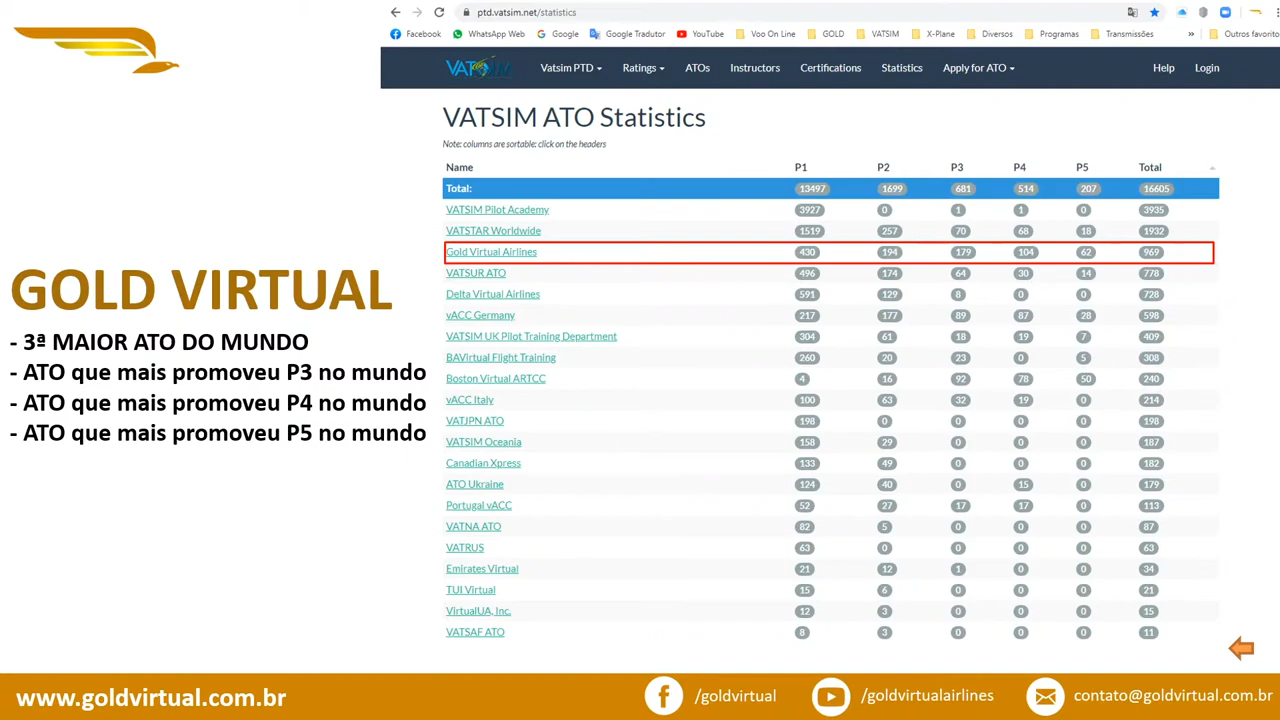 ptd.vatsim.net/statistics
Facebook WhatsApp Web Google Google Tradutor YouTube Voo On Line GOLD VATSIM X-Plane Diversos Programas Transmissões » Outros favorito
Vatsim PTD Ratings ATOs Instructors Certifications Statistics Apply for ATO Help Login
VATSIM ATO Statistics
Note: columns are sortable: click on the headers
Name P1 P2 P3 P4 P5 Total
Total: 13497 1699 681 514 207 16605
VATSIM Pilot Academy 3927 0 1 1 0 3935
VATSTAR Worldwide 1519 257 70 68 18 1932
Gold Virtual Airlines 430 194 179 104 62 969
VATSUR ATO 496 174 64 30 14 778
Delta Virtual Airlines 591 129 8 0 0 728
vACC Germany 217 177 89 87 28 598
VATSIM UK Pilot Training Department 304 61 18 19 7 409
BAVirtual Flight Training 260 20 23 0 5 308
Boston Virtual ARTCC 4 16 92 78 50 240
vACC Italy 100 63 32 19 0 214
VATJPN ATO 198 0 0 0 0 198
VATSIM Oceania 158 29 0 0 0 187
Canadian Xpress 133 49 0 0 0 182
ATO Ukraine 124 40 0 15 0 179
Portugal vACC 52 27 17 17 0 113
VATNA ATO 82 5 0 0 0 87
VATRUS 63 0 0 0 0 63
Emirates Virtual 21 12 1 0 0 34
TUI Virtual 15 6 0 0 0 21
VirtualUA, Inc. 12 3 0 0 0 15
VATSAF ATO 8 3 0 0 0 11
GOLD VIRTUAL
- 3ª MAIOR ATO DO MUNDO
- ATO que mais promoveu P3 no mundo
- ATO que mais promoveu P4 no mundo
- ATO que mais promoveu P5 no mundo
www.goldvirtual.com.br /goldvirtual /goldvirtualairlines contato@goldvirtual.com.br